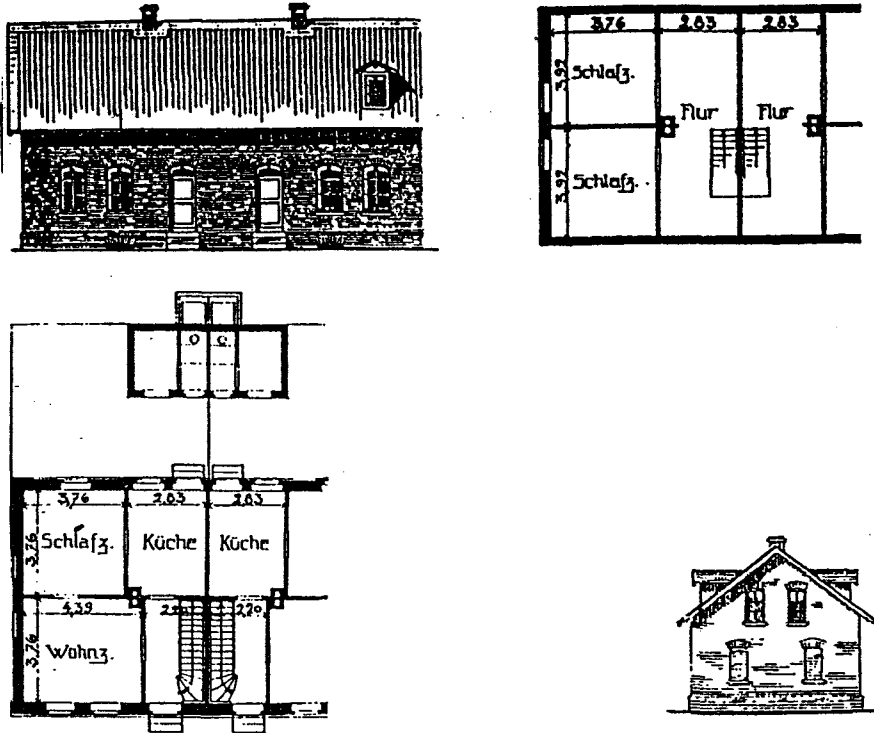 3,76 2,83 2,83
3,92 Schlafz.
Flur Flur
3,92 Schlafz.
3,76 2,83 2,83
3,76 Schlafz. Küche Küche
4,39 2,20
3,76 Wohnz.